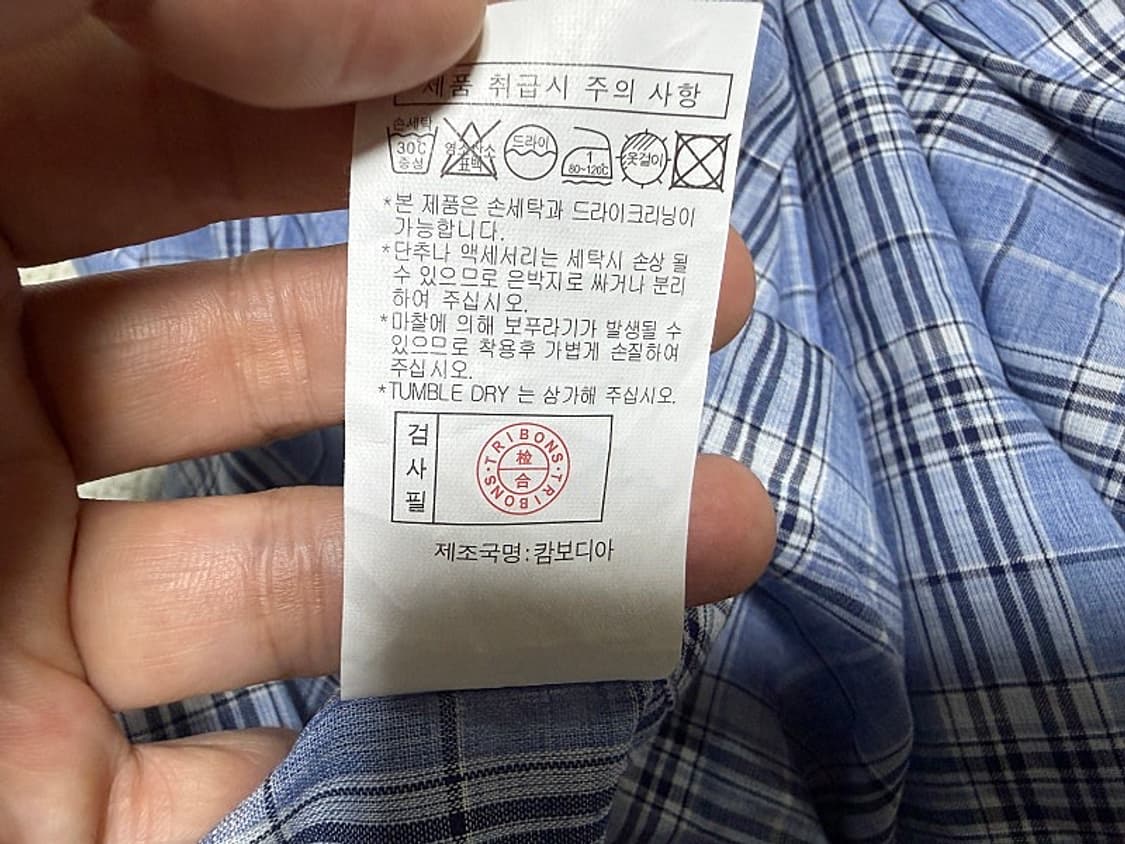 제품 취급시 주의 사항
손세탁
30℃
중성
염소산소
표백
드라이
1
80~120℃
옷걸이
*본 제품은 손세탁과 드라이크리닝이
가능합니다.
*단추나 액세서리는 세탁시 손상 될
수 있으므로 은박지로 싸거나 분리
하여 주십시오.
*마찰에 의해 보푸라기가 발생될 수
있으므로 착용후 가볍게 손질하여
주십시오.
*TUMBLE DRY 는 삼가해 주십시오.
검
사
필
TRIBONS·TRIBONS·
检
合
제조국명:캄보디아